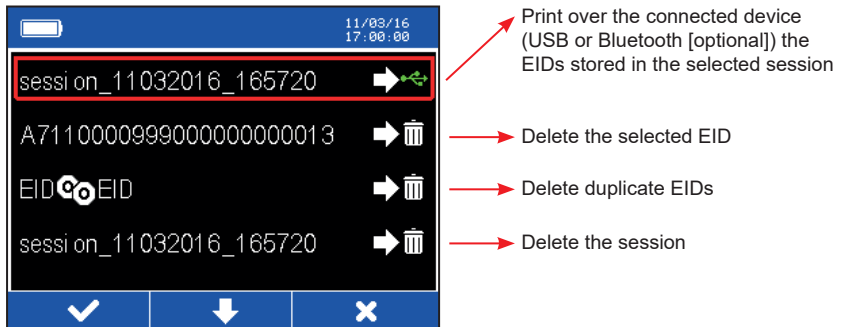 11/03/16
17:00:00
session_11032016_165720
A7110000999000000000013
EID EID
session_11032016_165720
Print over the connected device
(USB or Bluetooth [optional]) the
EIDs stored in the selected session
Delete the selected EID
Delete duplicate EIDs
Delete the session